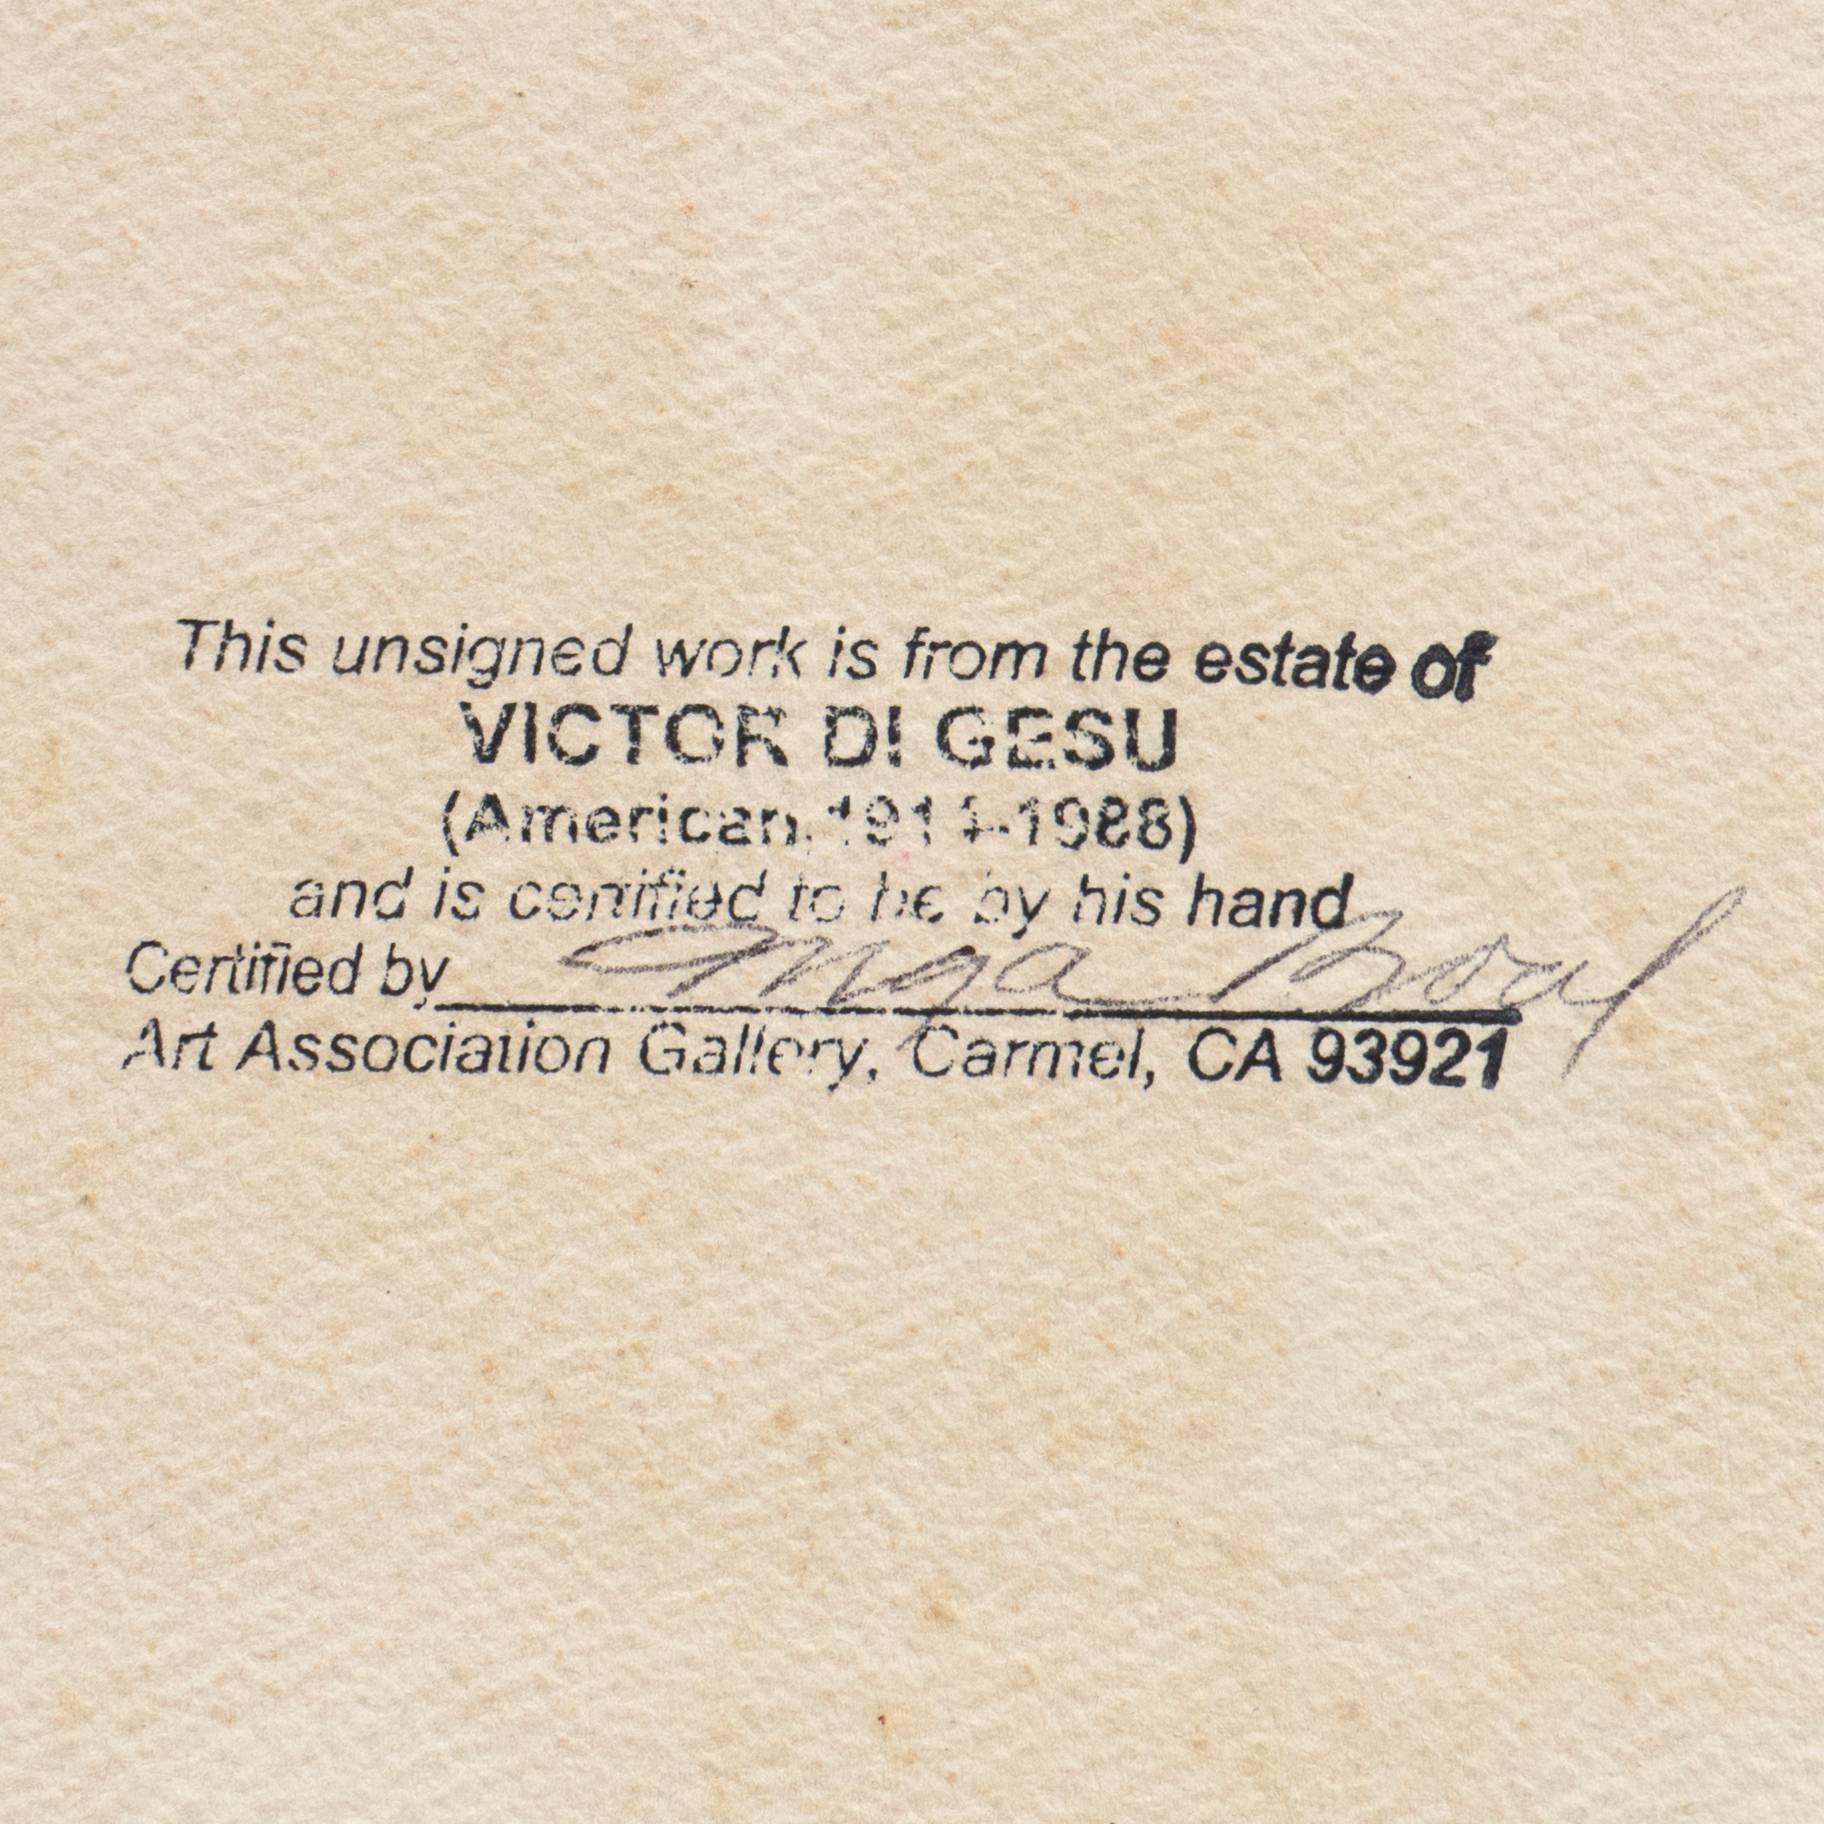 This unsigned work is from the estate of
VICTOR DI GESU
(American, 1914-1988)
and is certified to be by his hand
Certified by Inga
Art Association Gallery, Carmel, CA 93921